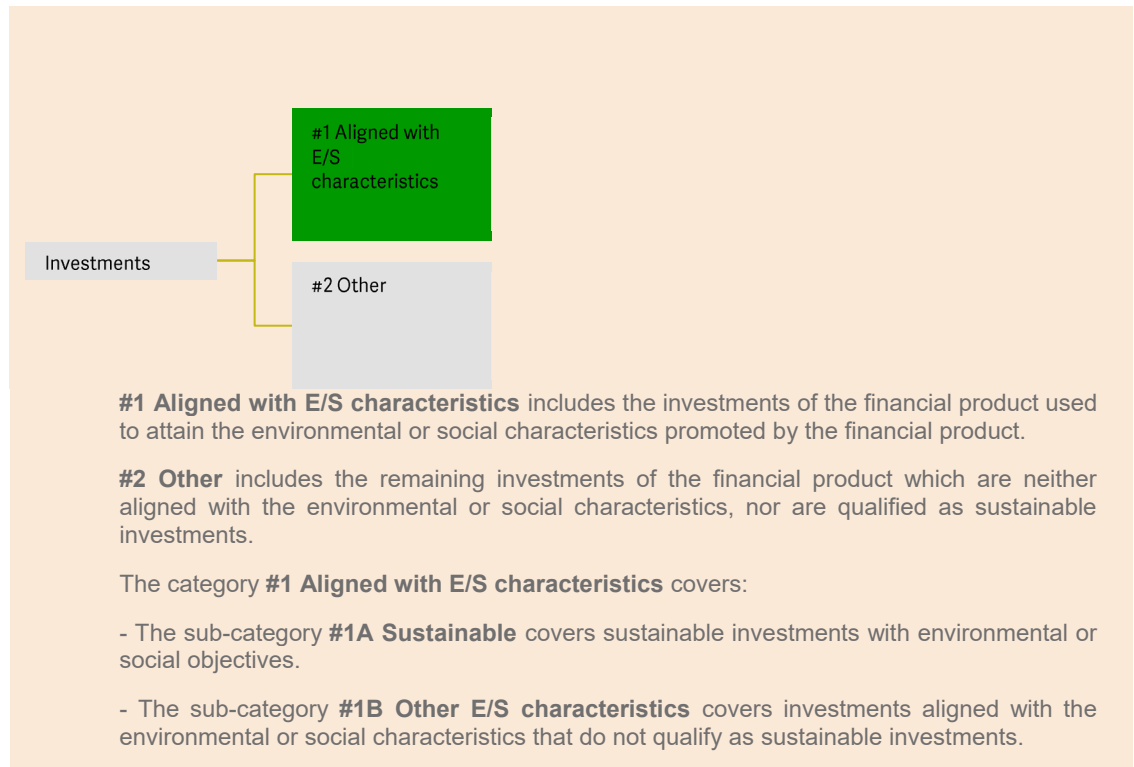 #1 Aligned with
E/S
characteristics
Investments
#2 Other
#1 Aligned with E/S characteristics includes the investments of the financial product used
to attain the environmental or social characteristics promoted by the financial product.
#2 Other includes the remaining investments of the financial product which are neither
aligned with the environmental or social characteristics, nor are qualified as sustainable
investments.
The category #1 Aligned with E/S characteristics covers:
- The sub-category #1A Sustainable covers sustainable investments with environmental or
social objectives.
- The sub-category #1B Other E/S characteristics covers investments aligned with the
environmental or social characteristics that do not qualify as sustainable investments.